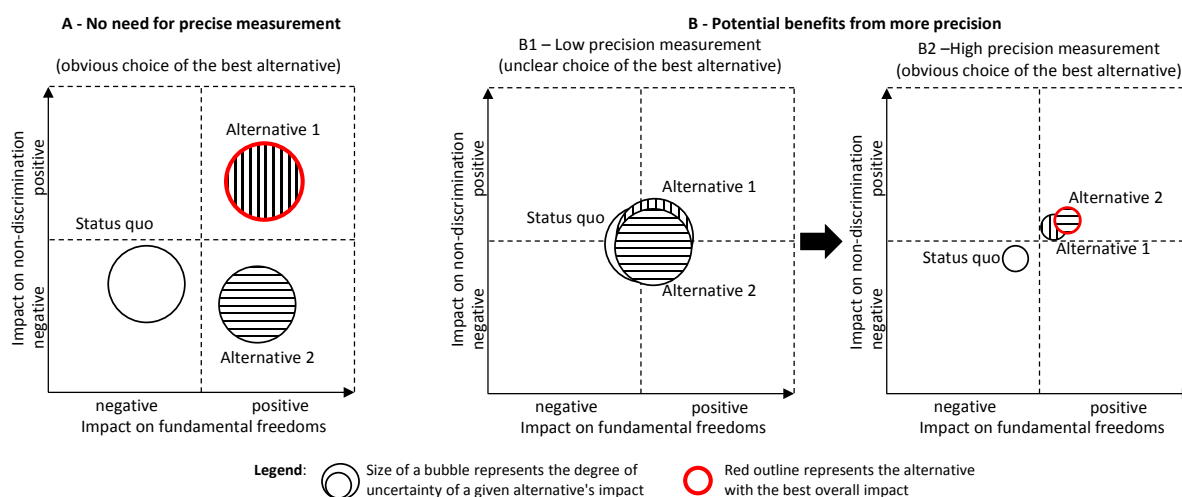 A - No need for precise measurement
(obvious choice of the best alternative)
Impact on non-discrimination
negative
positive
Alternative 1
Status quo
Alternative 2
negative
positive
Impact on fundamental freedoms
B - Potential benefits from more precision
B1 – Low precision measurement
(unclear choice of the best alternative)
Impact on non-discrimination
negative
positive
Alternative 1
Status quo
Alternative 2
negative
positive
Impact on fundamental freedoms
B2 –High precision measurement
(obvious choice of the best alternative)
Impact on non-discrimination
negative
positive
Alternative 2
Status quo
Alternative 1
negative
positive
Impact on fundamental freedoms
Legend:
Size of a bubble represents the degree of
uncertainty of a given alternative's impact
Red outline represents the alternative
with the best overall impact